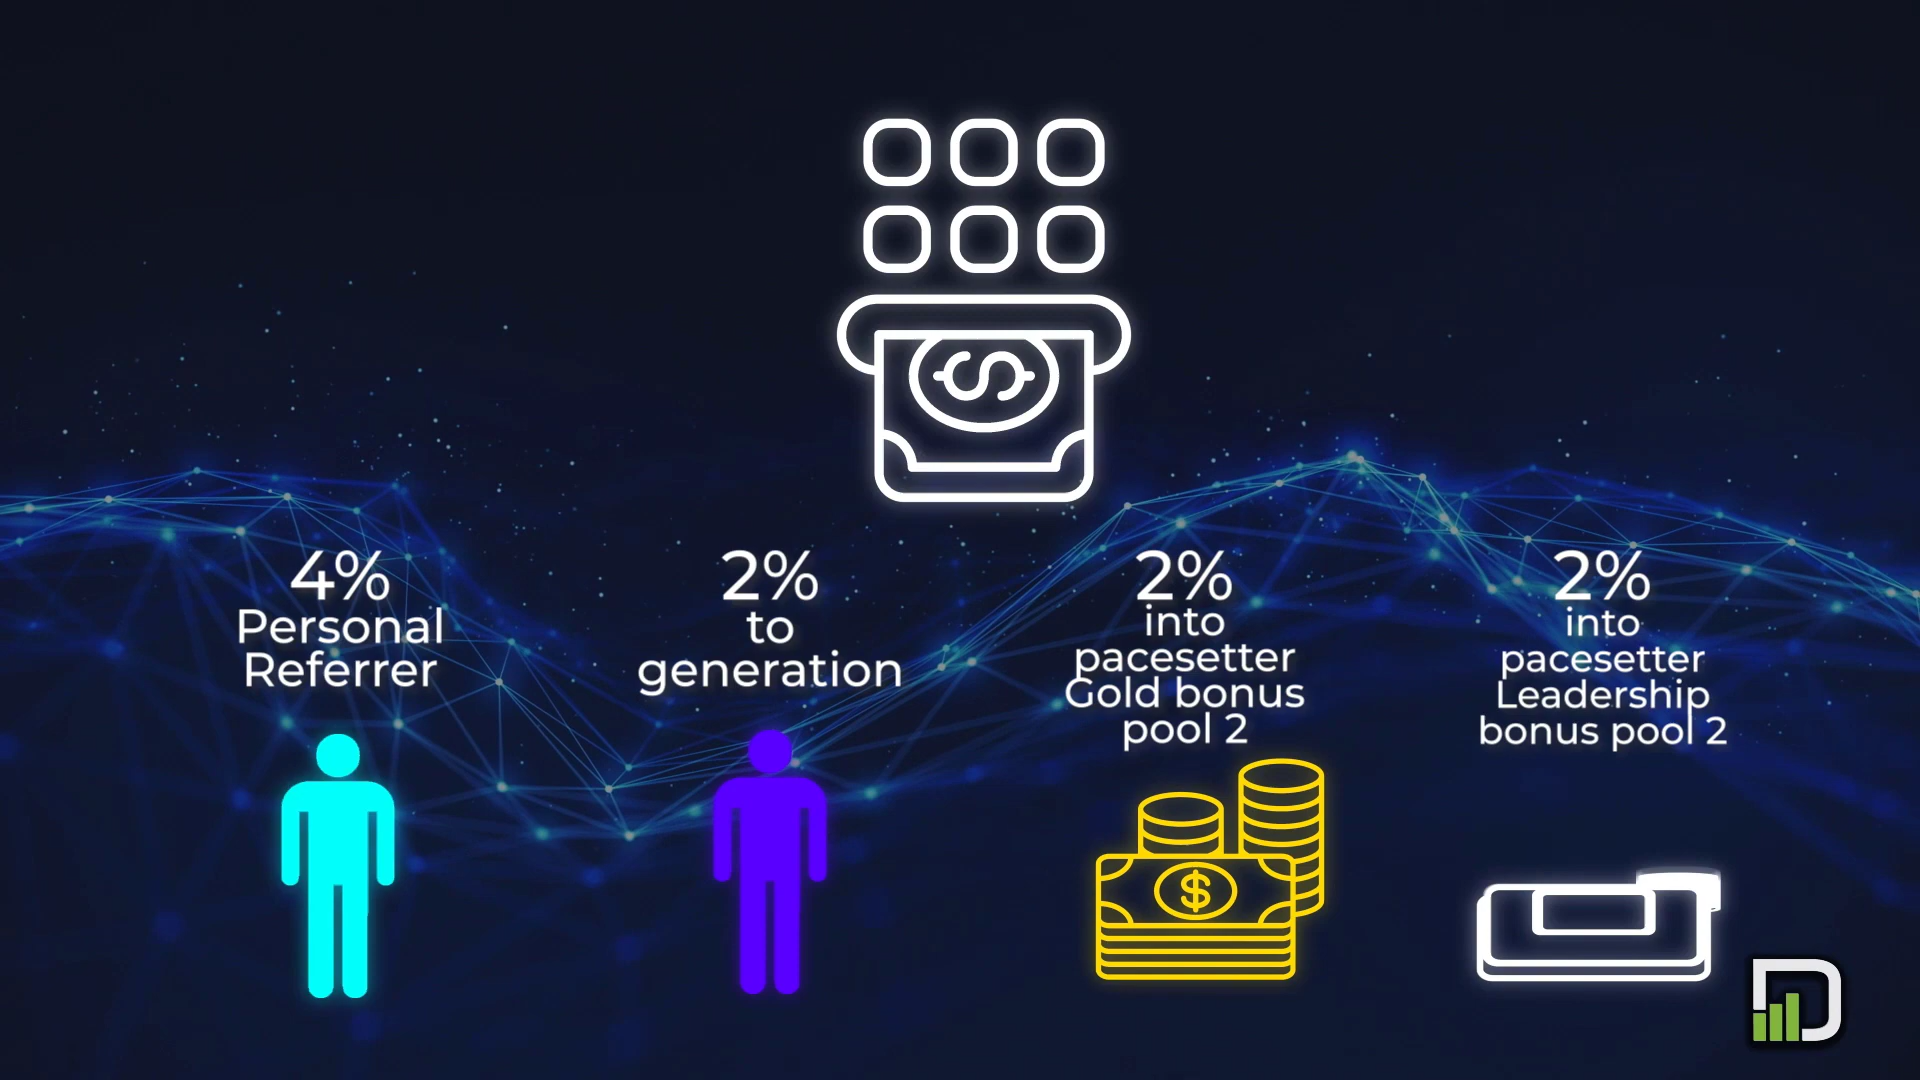 4%
Personal
Referrer
2%
to
generation
2%
into
pacesetter
Gold bonus
pool 2
2%
into
pacesetter
Leadership
bonus pool 2